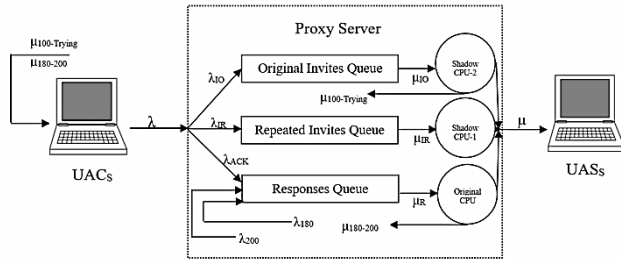 Proxy Server
μ100-Trying
μ180-200
UACs
λ
λIO
Original Invites Queue
μIO
Shadow
CPU-2
μ100-Trying
λIR
Repeated Invites Queue
μIR
Shadow
CPU-1
μ
UASs
λACK
Responses Queue
μR
Original
CPU
λ180
μ180-200
λ200